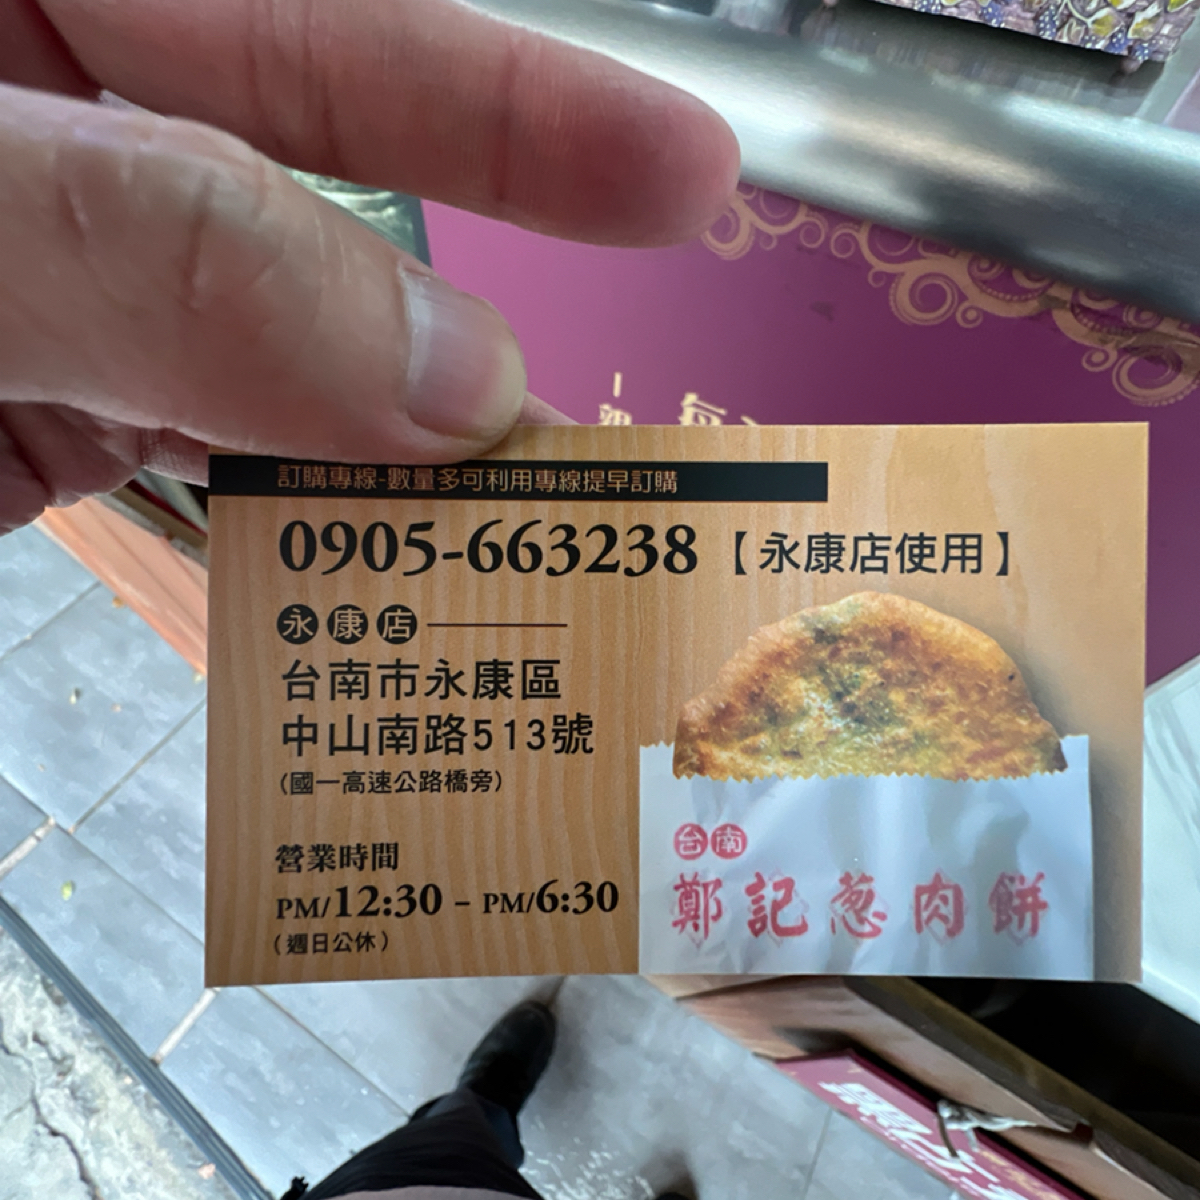 訂購專線-數量多可利用專線提早訂購
0905-663238【永康店使用】
永康店
台南市永康區
中山南路513號
(國一高速公路橋旁)
營業時間
PM/12:30 - PM/6:30
(週日公休)
台南
鄭記葱肉餅